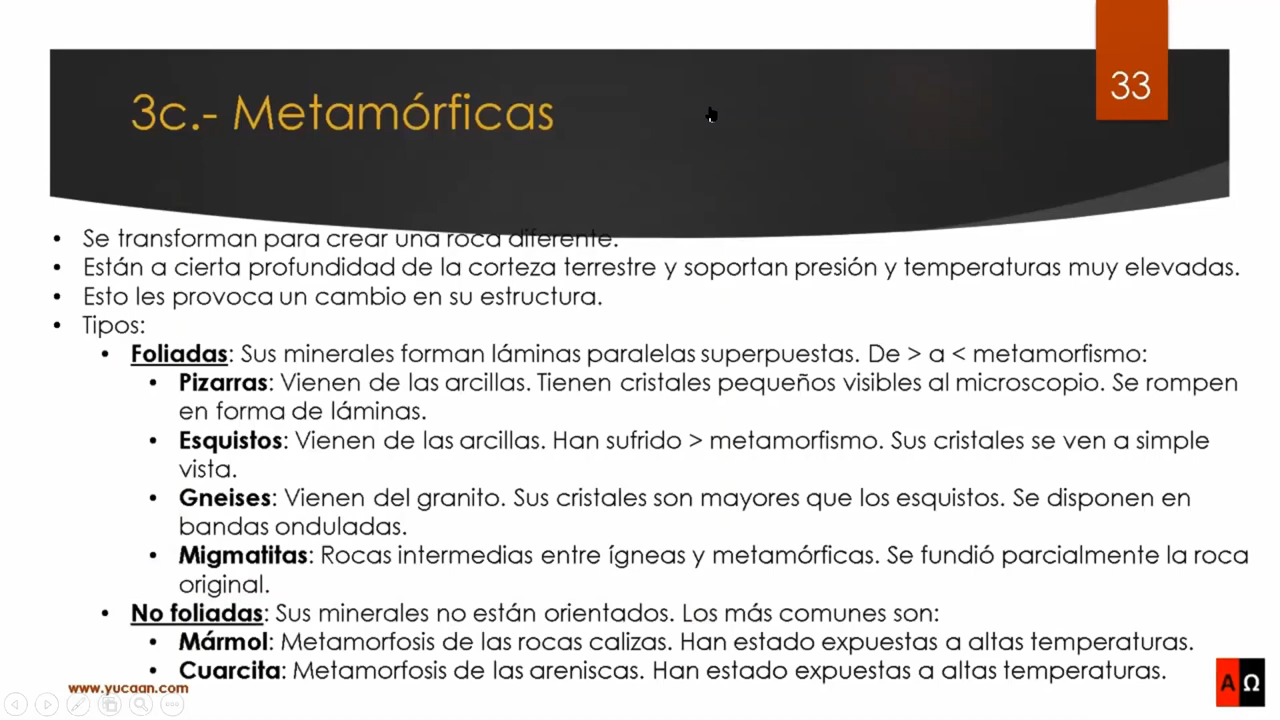 33
3c.- Metamórficas
• Se transforman para crear una roca diferente.
• Están a cierta profundidad de la corteza terrestre y soportan presión y temperaturas muy elevadas.
• Esto les provoca un cambio en su estructura.
• Tipos:
• Foliadas: Sus minerales forman láminas paralelas superpuestas. De > a < metamorfismo:
• Pizarras: Vienen de las arcillas. Tienen cristales pequeños visibles al microscopio. Se rompen
en forma de láminas.
• Esquistos: Vienen de las arcillas. Han sufrido > metamorfismo. Sus cristales se ven a simple
vista.
• Gneises: Vienen del granito. Sus cristales son mayores que los esquistos. Se disponen en
bandas onduladas.
• Migmatitas: Rocas intermedias entre ígneas y metamórficas. Se fundió parcialmente la roca
original.
• No foliadas: Sus minerales no están orientados. Los más comunes son:
• Mármol: Metamorfosis de las rocas calizas. Han estado expuestas a altas temperaturas.
• Cuarcita: Metamorfosis de las areniscas. Han estado expuestas a altas temperaturas.
www.yucaan.com
AΩ